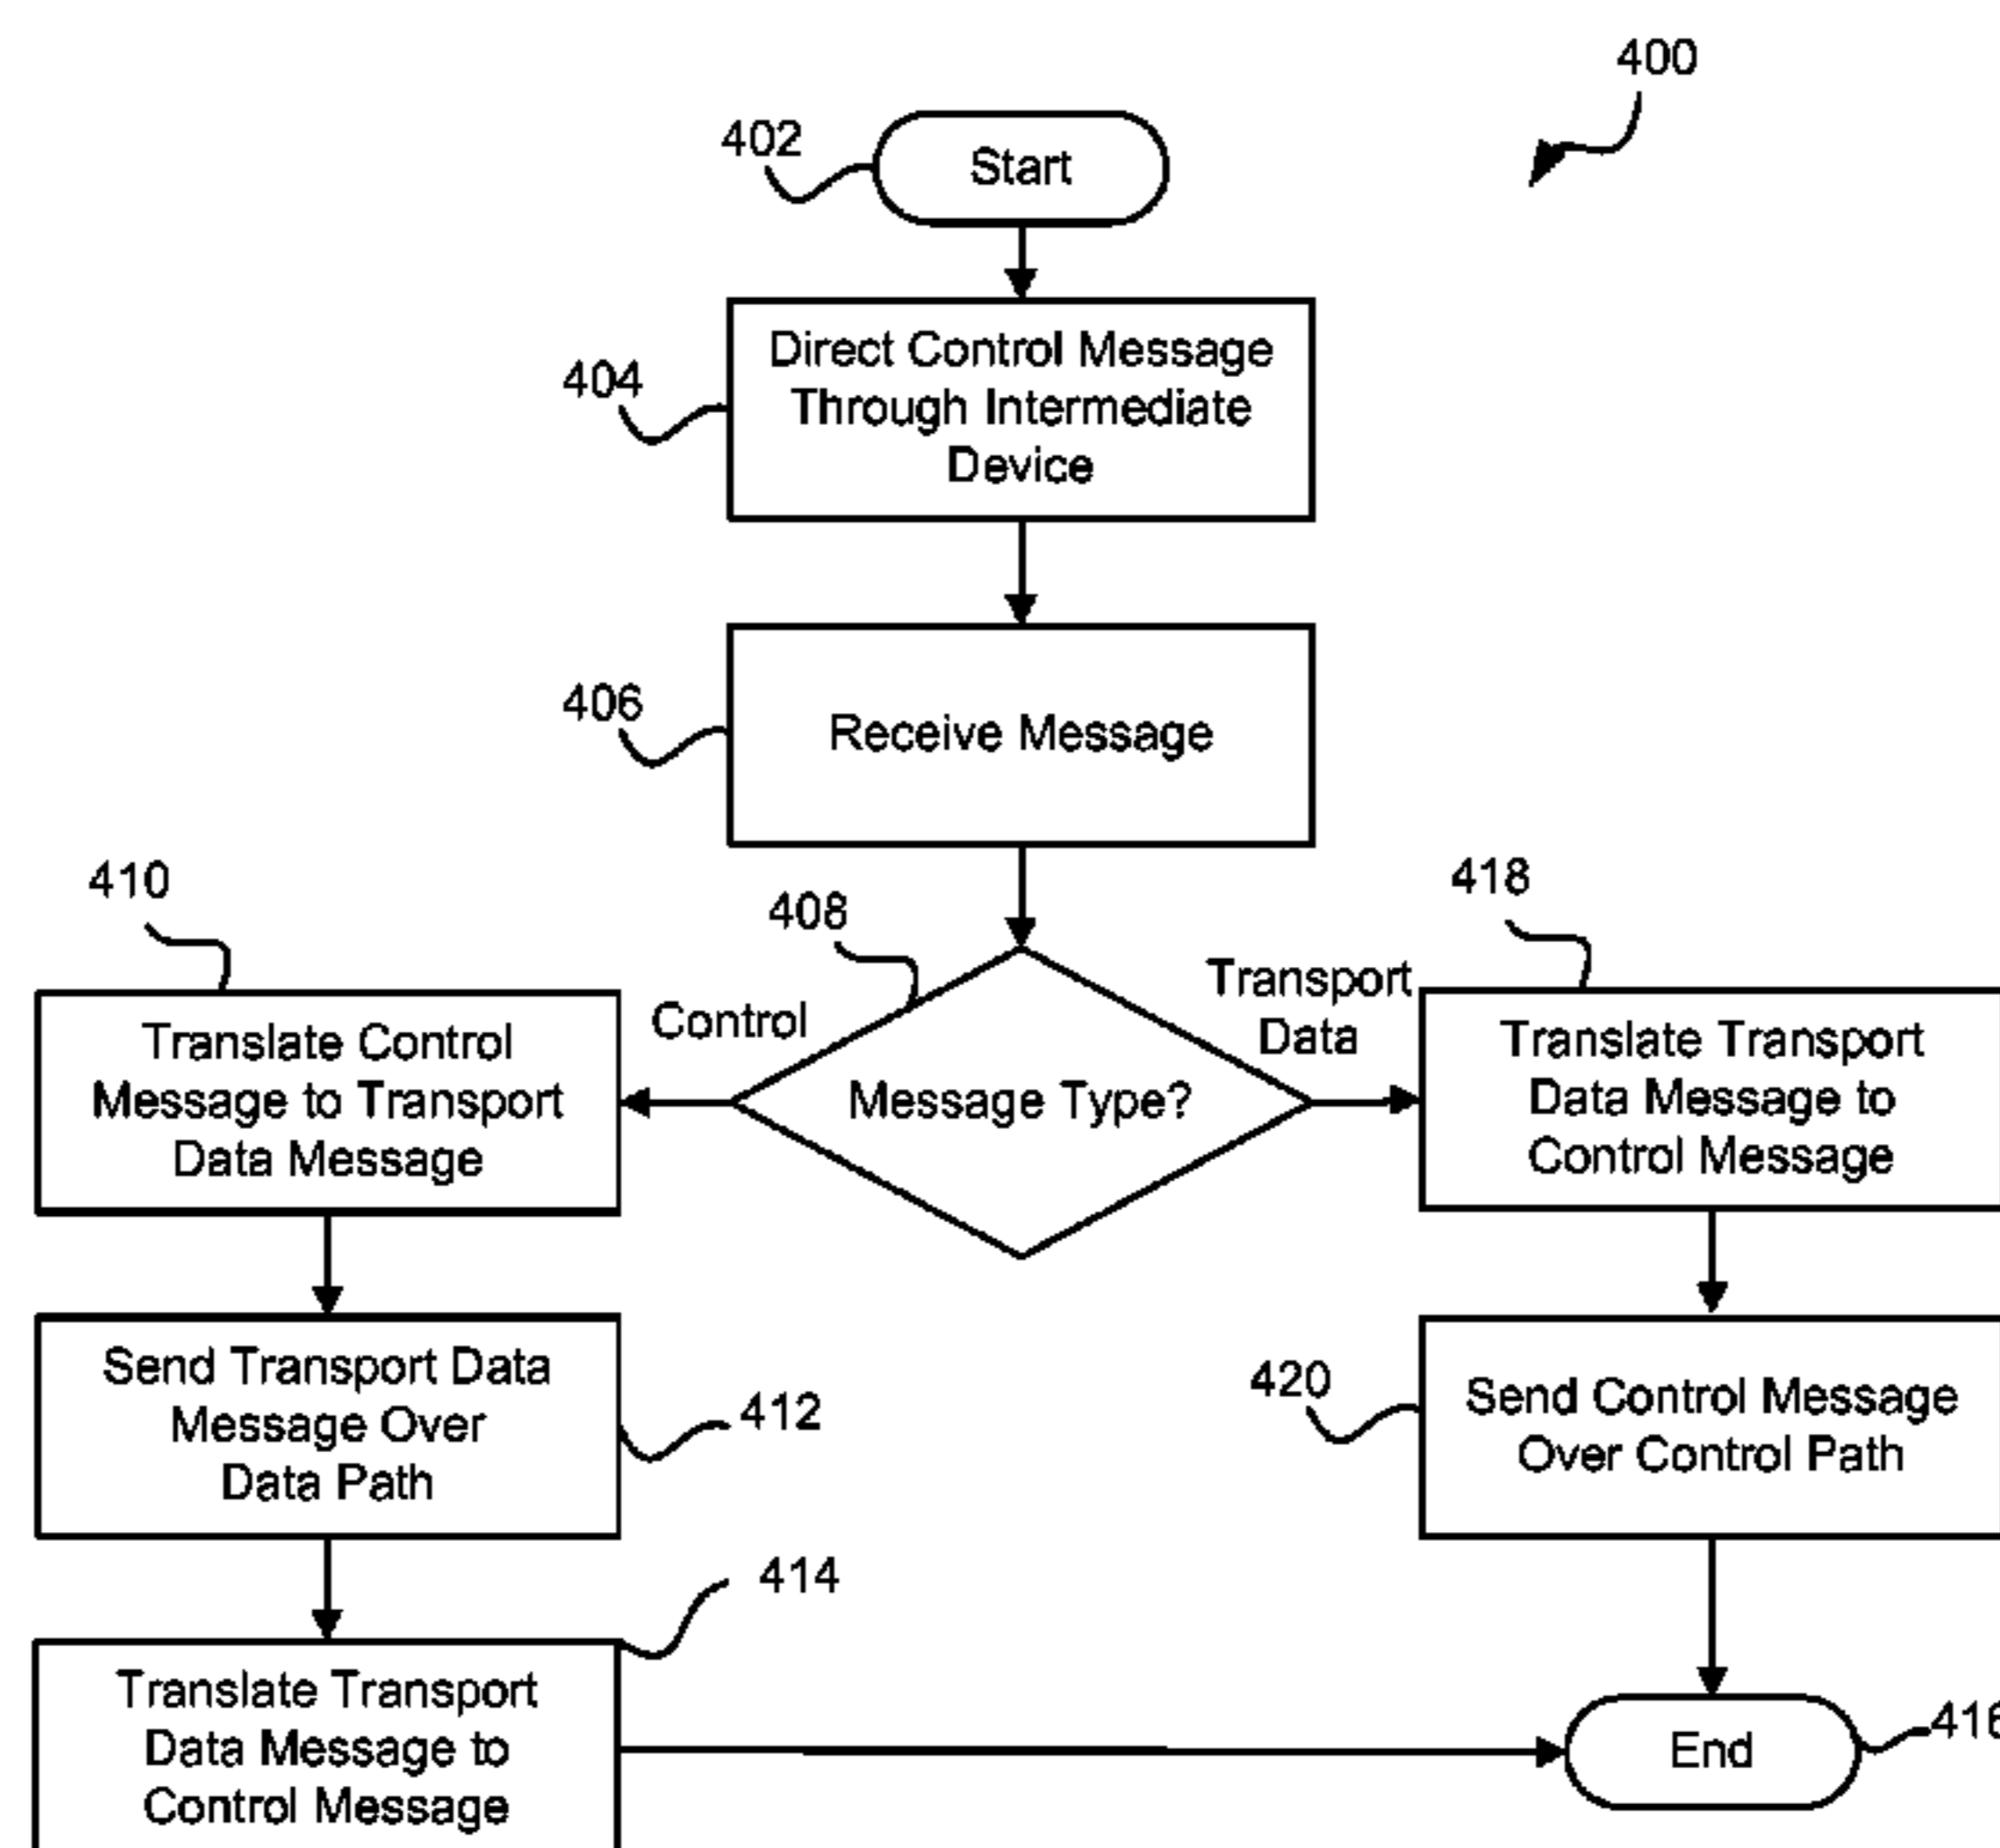 400
402
Start
404
Direct Control Message
Through Intermediate
Device
406
Receive Message
408
Message Type?
Control
Transport
Data
410
Translate Control
Message to Transport
Data Message
418
Translate Transport
Data Message to
Control Message
Send Transport Data
Message Over
Data Path
412
420
Send Control Message
Over Control Path
414
Translate Transport
Data Message to
Control Message
End
416